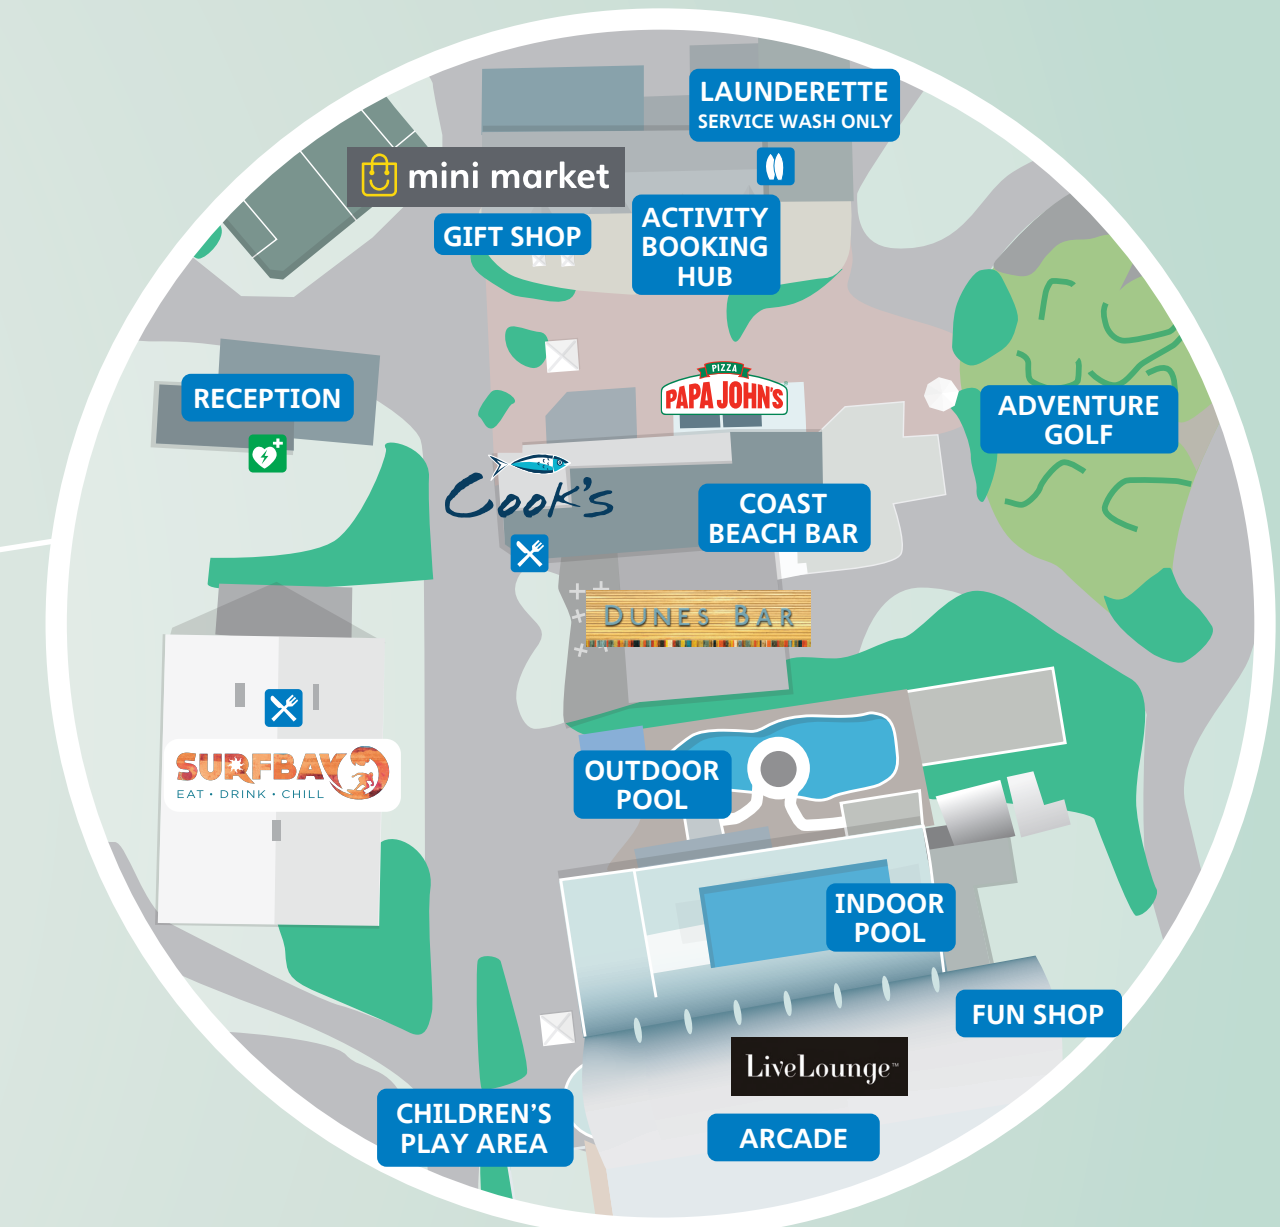 LAUNDERETTE
SERVICE WASH ONLY
mini market
GIFT SHOP
ACTIVITY
BOOKING
HUB
RECEPTION
PIZZA
PAPA JOHN'S
ADVENTURE
GOLF
Cook's
COAST
BEACH BAR
DUNES BAR
SURFBAY
EAT • DRINK • CHILL
OUTDOOR
POOL
INDOOR
POOL
FUN SHOP
LiveLounge™
CHILDREN'S
PLAY AREA
ARCADE